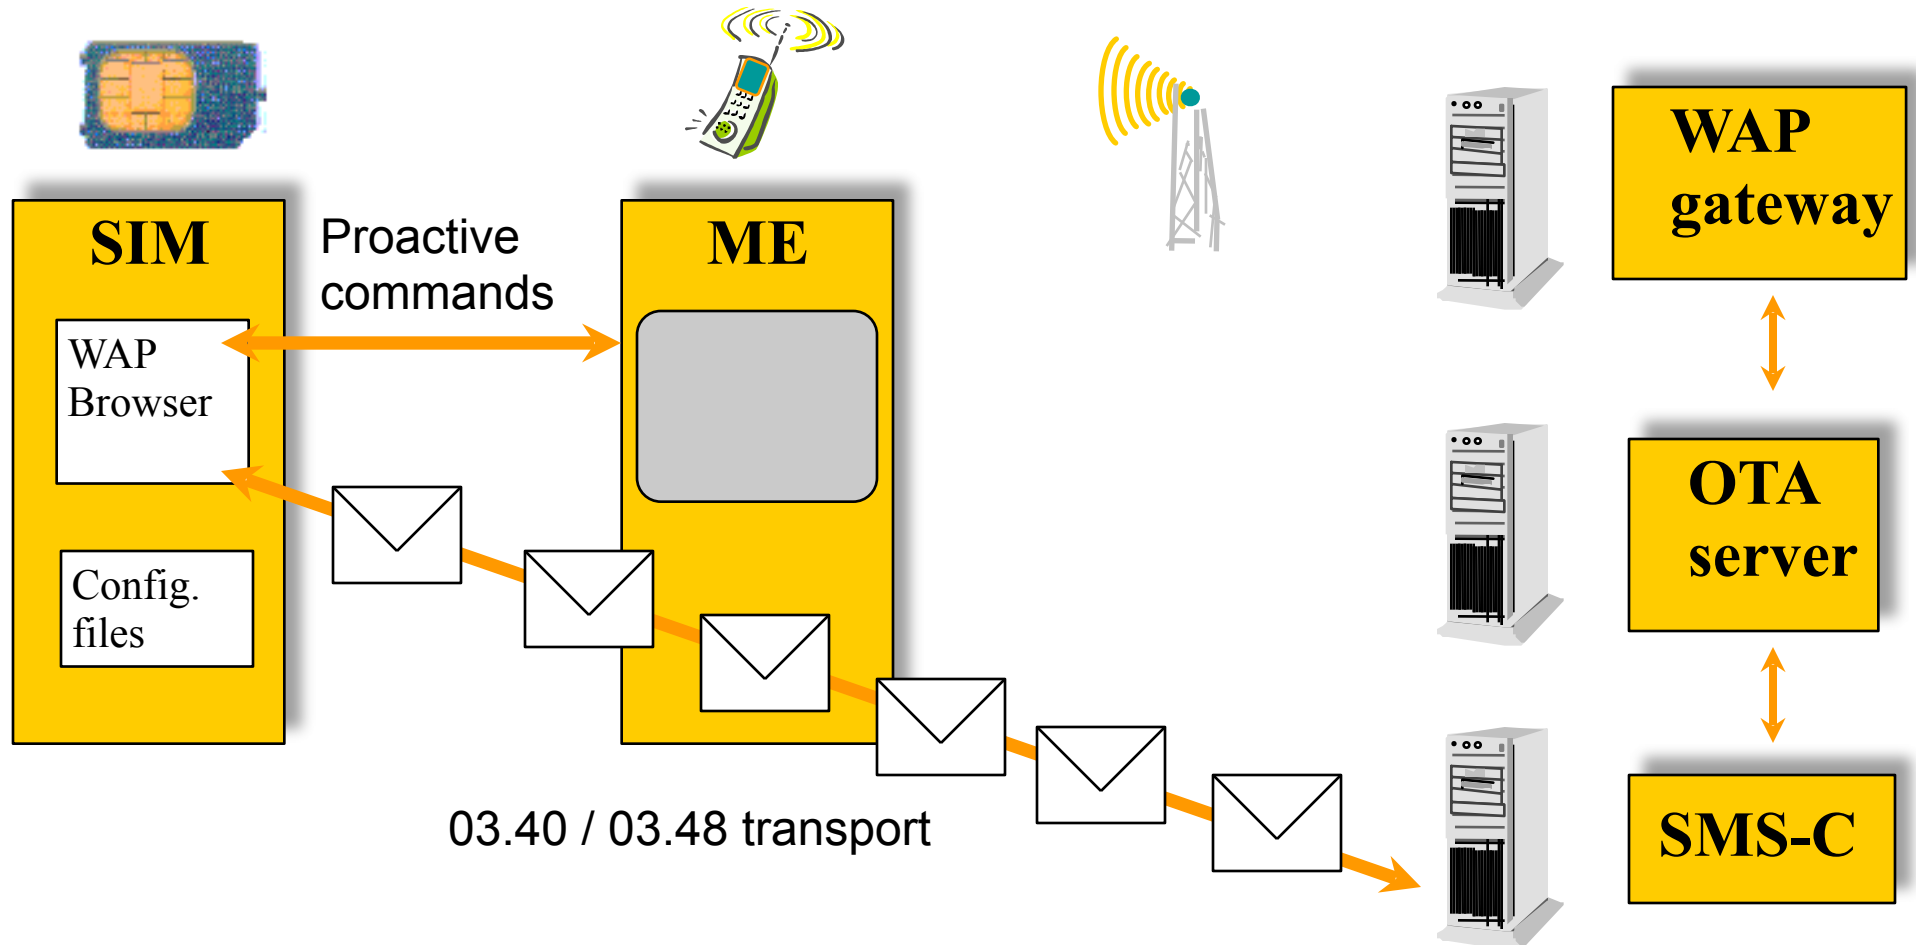 SIM
Proactive
commands
ME
WAP
Browser
Config.
files
03.40 / 03.48 transport
WAP
gateway
OTA
server
SMS-C